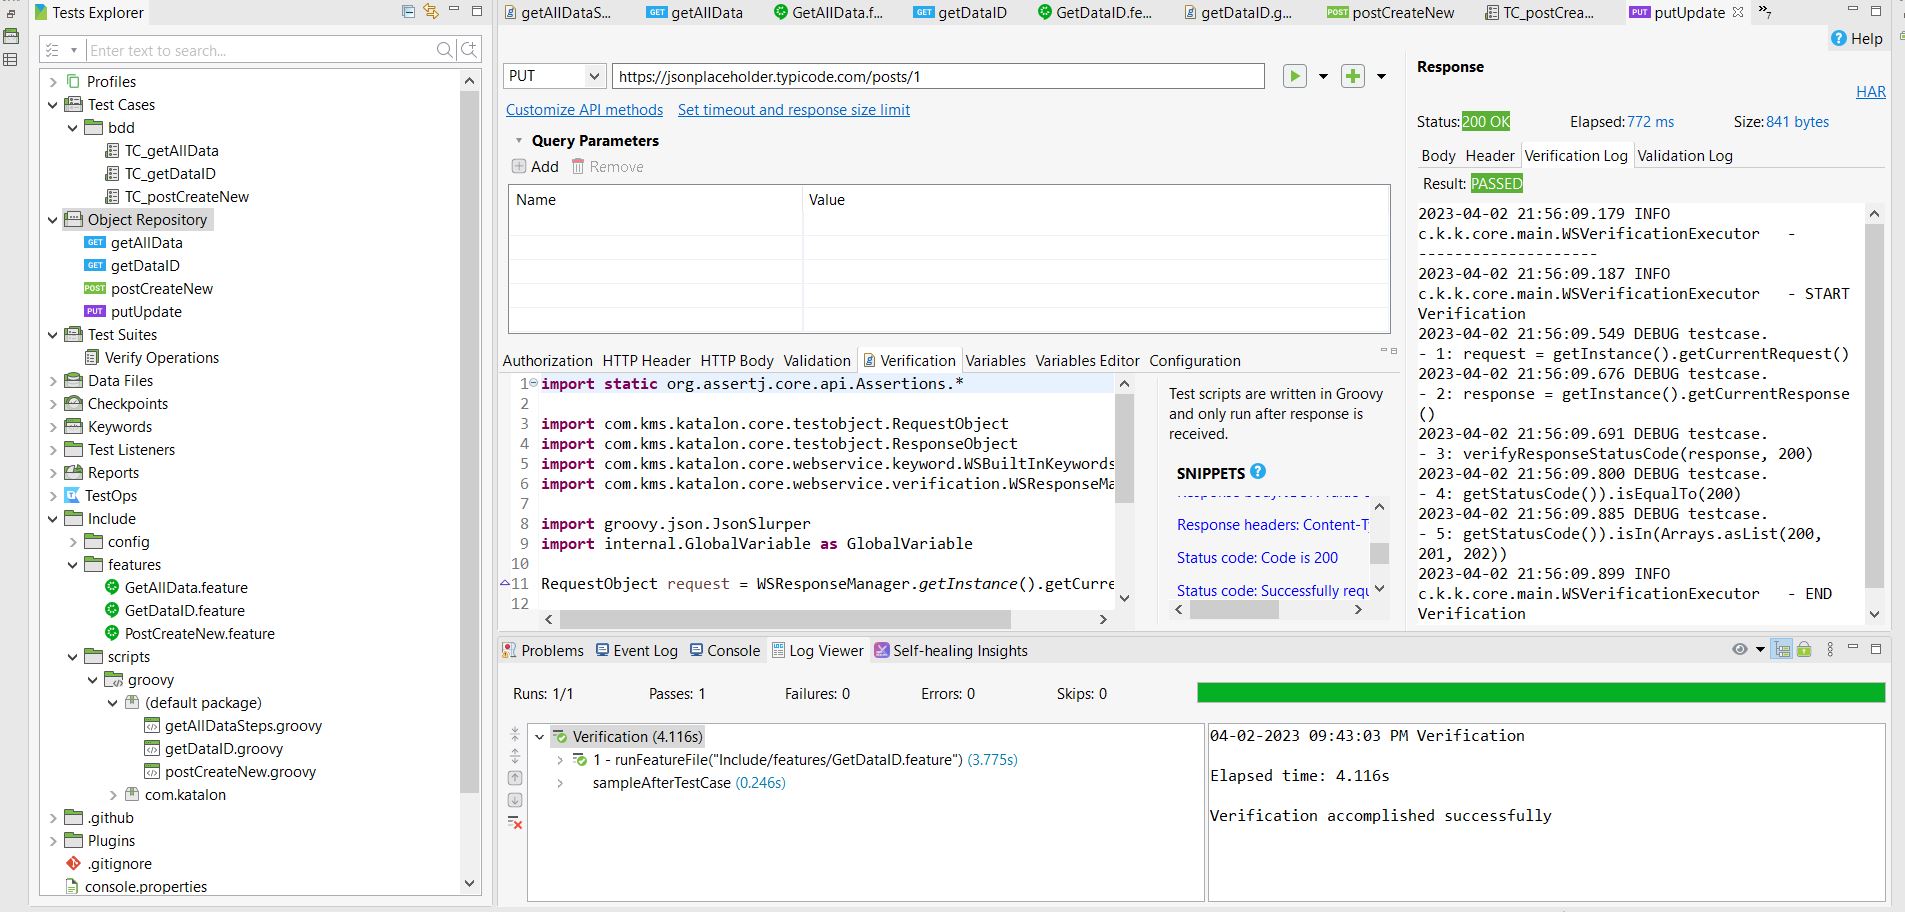 Tests Explorer
Enter text to search...
Profiles
Test Cases
bdd
TC_getAllData
TC_getDataID
TC_postCreateNew
Object Repository
GET getAllData
GET getDataID
POST postCreateNew
PUT putUpdate
Test Suites
Verify Operations
Data Files
Checkpoints
Keywords
Test Listeners
Reports
TestOps
Include
config
features
GetAllData.feature
GetDataID.feature
PostCreateNew.feature
scripts
groovy
(default package)
getAllDataSteps.groovy
getDataID.groovy
postCreateNew.groovy
com.katalon
.github
Plugins
.gitignore
console.properties
getAllDataS...
GET getAllData
GetAllData.f...
GET getDataID
GetDataID.fe...
getDataID.g...
POST postCreateNew
TC_postCrea...
PUT putUpdate
»7
Help
PUT
https://jsonplaceholder.typicode.com/posts/1
Customize API methods
Set timeout and response size limit
Query Parameters
Add
Remove
Name
Value
Authorization
HTTP Header
HTTP Body
Validation
Verification
Variables
Variables Editor
Configuration
1 import static org.assertj.core.api.Assertions.*
2
3 import com.kms.katalon.core.testobject.RequestObject
4 import com.kms.katalon.core.testobject.ResponseObject
5 import com.kms.katalon.core.webservice.keyword.WSBuiltInKeywords
6 import com.kms.katalon.core.webservice.verification.WSResponseMa
7
8 import groovy.json.JsonSlurper
9 import internal.GlobalVariable as GlobalVariable
10
11 RequestObject request = WSResponseManager.getInstance().getCurre
12
Test scripts are written in Groovy
and only run after response is
received.
SNIPPETS
Response headers: Content-T
Status code: Code is 200
Status code: Successfully requ
Response
HAR
Status: 200 OK
Elapsed: 772 ms
Size: 841 bytes
Body
Header
Verification Log
Validation Log
Result: PASSED
2023-04-02 21:56:09.179 INFO
c.k.k.core.main.WSVerificationExecutor   -
--------------------
2023-04-02 21:56:09.187 INFO
c.k.k.core.main.WSVerificationExecutor   - START
Verification
2023-04-02 21:56:09.549 DEBUG testcase.
- 1: request = getInstance().getCurrentRequest()
2023-04-02 21:56:09.676 DEBUG testcase.
- 2: response = getInstance().getCurrentResponse
()
2023-04-02 21:56:09.691 DEBUG testcase.
- 3: verifyResponseStatusCode(response, 200)
2023-04-02 21:56:09.800 DEBUG testcase.
- 4: getStatusCode()).isEqualTo(200)
2023-04-02 21:56:09.885 DEBUG testcase.
- 5: getStatusCode()).isIn(Arrays.asList(200,
201, 202))
2023-04-02 21:56:09.899 INFO
c.k.k.core.main.WSVerificationExecutor   - END
Verification
Problems
Event Log
Console
Log Viewer
Self-healing Insights
Runs: 1/1
Passes: 1
Failures: 0
Errors: 0
Skips: 0
Verification (4.116s)
1 - runFeatureFile("Include/features/GetDataID.feature") (3.775s)
sampleAfterTestCase (0.246s)
04-02-2023 09:43:03 PM Verification
Elapsed time: 4.116s
Verification accomplished successfully